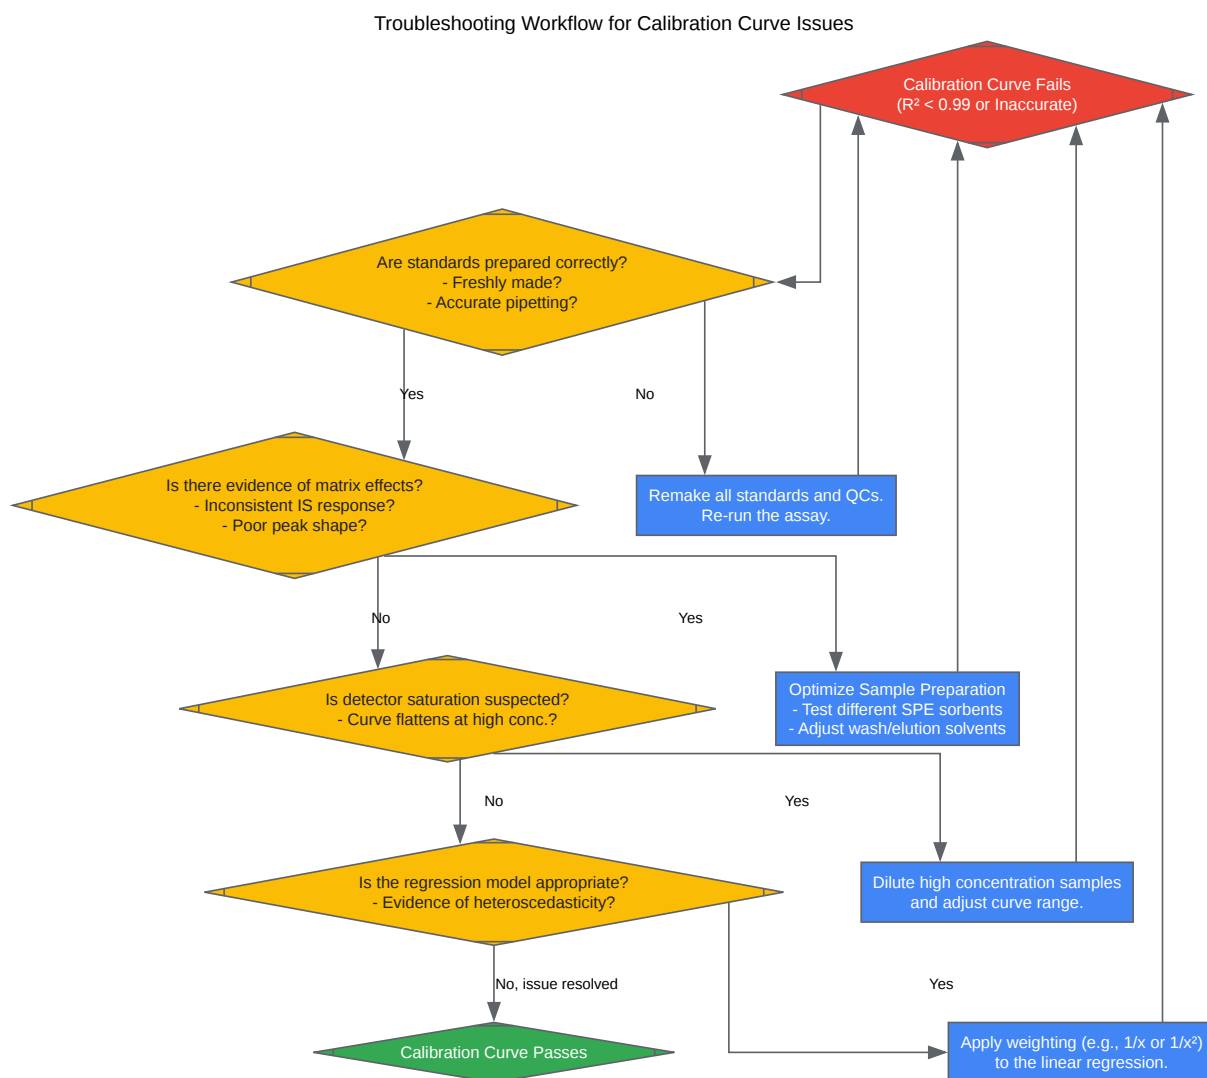 Troubleshooting Workflow for Calibration Curve Issues
Calibration Curve Fails
(R² < 0.99 or Inaccurate)
Are standards prepared correctly?
- Freshly made?
- Accurate pipetting?
Yes
No
Is there evidence of matrix effects?
- Inconsistent IS response?
- Poor peak shape?
Remake all standards and QCs.
Re-run the assay.
No
Yes
Is detector saturation suspected?
- Curve flattens at high conc.?
Optimize Sample Preparation
- Test different SPE sorbents
- Adjust wash/elution solvents
No
Yes
Is the regression model appropriate?
- Evidence of heteroscedasticity?
Dilute high concentration samples
and adjust curve range.
No, issue resolved
Yes
Calibration Curve Passes
Apply weighting (e.g., 1/x or 1/x²)
to the linear regression.